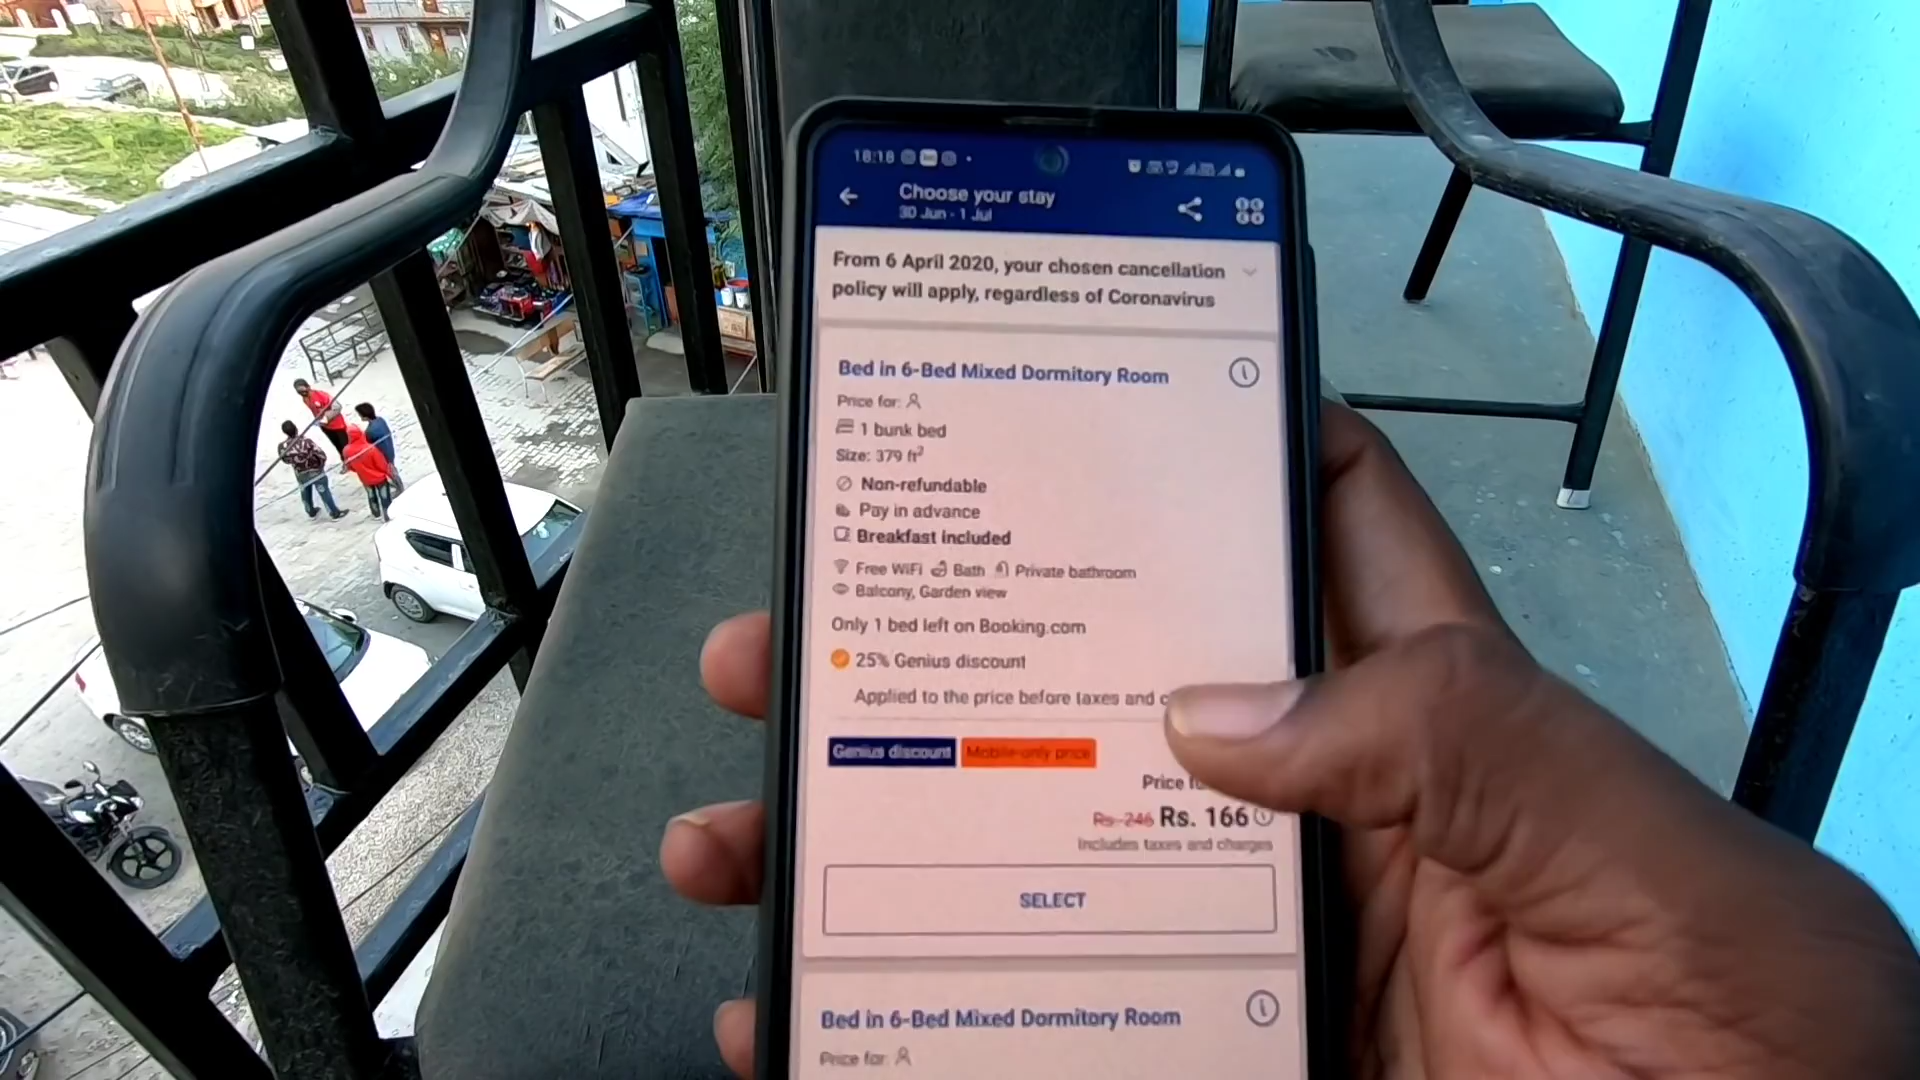 18:18
Choose your stay
30 Jun - 1 Jul
From 6 April 2020, your chosen cancellation
policy will apply, regardless of Coronavirus
Bed in 6-Bed Mixed Dormitory Room
Price for:
1 bunk bed
Size: 379 ft²
Non-refundable
Pay in advance
Breakfast included
Free WiFi Bath Private bathroom
Balcony, Garden view
Only 1 bed left on Booking.com
25% Genius discount
Applied to the price before taxes and
Genius discount Mobile-only price
Price
Rs. 246 Rs. 166
Includes taxes and charges
SELECT
Bed in 6-Bed Mixed Dormitory Room
Price for: